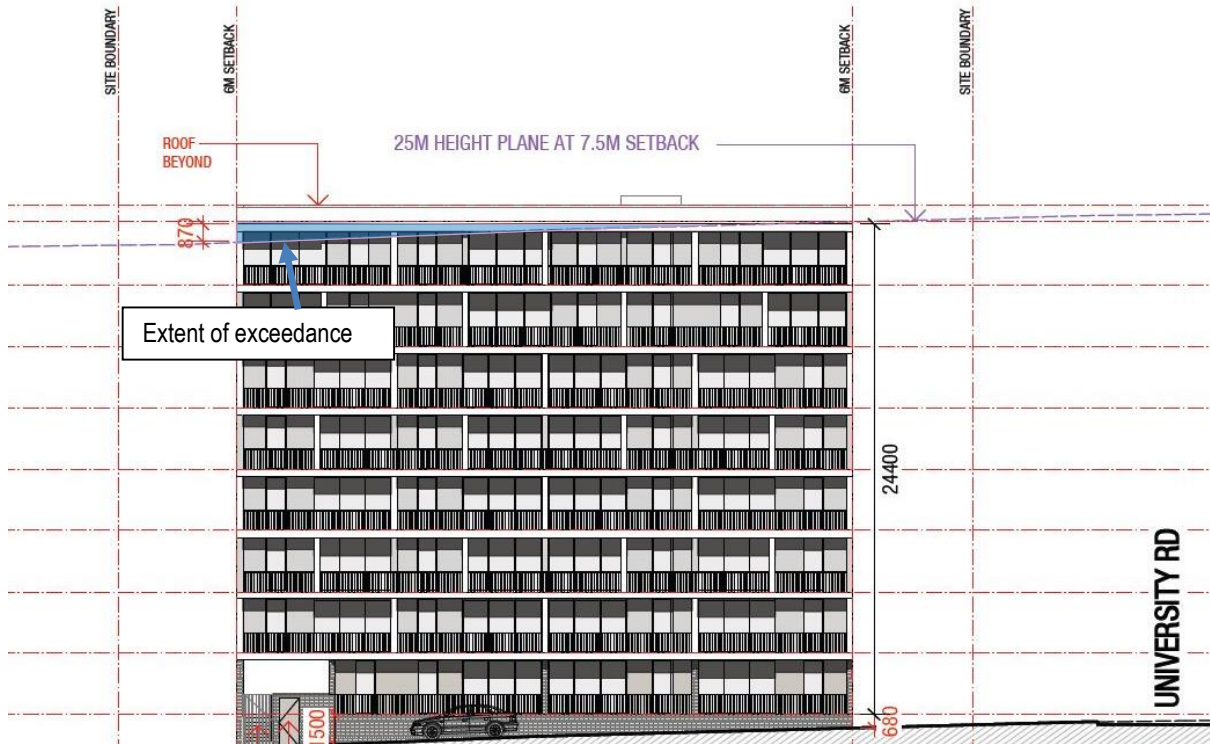 SITE BOUNDARY
6M SETBACK
6M SETBACK
SITE BOUNDARY
ROOF
BEYOND
25M HEIGHT PLANE AT 7.5M SETBACK
870
Extent of exceedance
24400
UNIVERSITY RD
1500
680